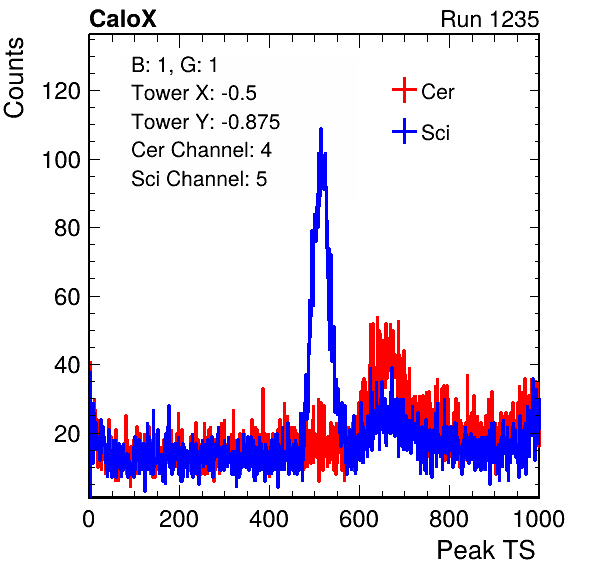 CaloX Run 1235
Counts
B: 1, G: 1
Tower X: -0.5
Tower Y: -0.875
Cer Channel: 4
Sci Channel: 5
Cer
Sci
120
100
80
60
40
20
0 200 400 600 800 1000
Peak TS